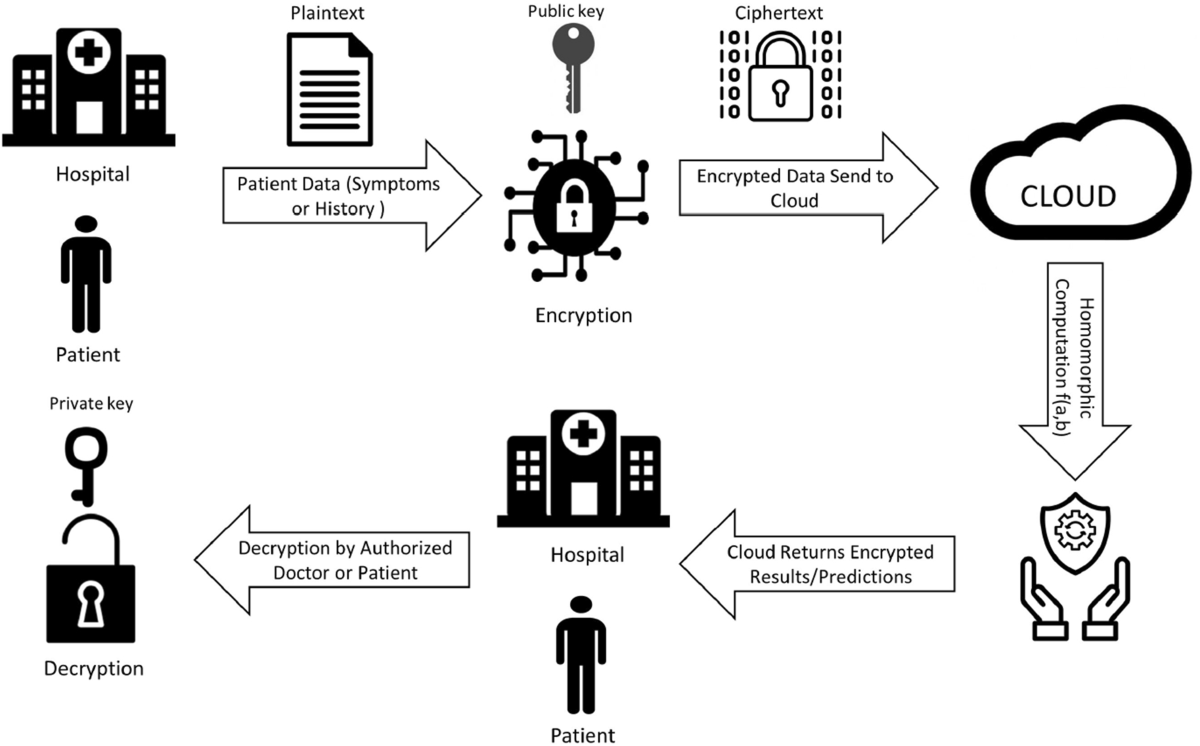 Plaintext
Public key
Ciphertext
Hospital
Patient Data (Symptoms
or History )
Encrypted Data Send to
Cloud
CLOUD
Encryption
Patient
Homomorphic
Computation f(a,b)
Private key
Hospital
Decryption by Authorized
Doctor or Patient
Cloud Returns Encrypted
Results/Predictions
Decryption
Patient